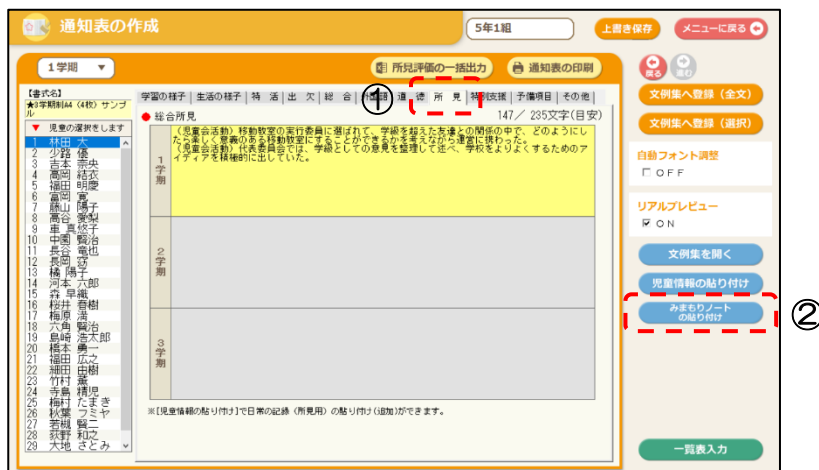 通知表の作成
5年1組
上書き保存
メニューに戻る
1学期 ▼
所見評価の一括出力
通知表の印刷
戻る
進む
【書式名】
★3学期制A4（4枚）サンプ
ル
▼ 児童の選択をします
1 林田 大
2 少路 優
3 吉本 奈央
4 高岡 結衣
5 福田 明慶
6 富岡 寛
7 藤山 陽子
8 高谷 愛梨
9 車 真悠子
10 中園 賢治
11 長谷 竜也
12 長岡
13 橘 陽子
14 河本 六郎
15 森 早織
16 桜井 春樹
17 梅原 満
18 六角 賢治
19 島崎 浩太郎
20 橋本 勇一
21 福田 広之
22 細田 由樹
23 竹村 薫
24 寺島 精児
25 梅村 たまき
26 秋葉 フミヤ
27 若槻 賢二
28 荻野 和之
29 大地 さとみ
①
学習の様子 | 生活の様子 | 特 活 | 出 欠 | 総 合 | 外国語 | 道 徳 | 所 見 | 特別支援 | 予備項目 | その他 |
● 総合所見
147／ 235文字(目安)
1学期
（児童会活動）移動教室の実行委員に選ばれて、学級を超えた友達との関係の中で、どのようにし
たら楽しく意義のある移動教室にすることができるかを考えながら運営に携わった。
（児童会活動）代表委員会では、学級としての意見を整理して述べ、学校をよりよくするためのア
イディアを積極的に出していた。
2学期
3学期
※[児童情報の貼り付け]で日常の記録（所見用）の貼り付け(追加)ができます。
文例集へ登録（全文）
文例集へ登録（選択）
自動フォント調整
ＯＦＦ
リアルプレビュー
ＯＮ
文例集を開く
児童情報の貼り付け
みまもりノート
の貼り付け
②
一覧表入力